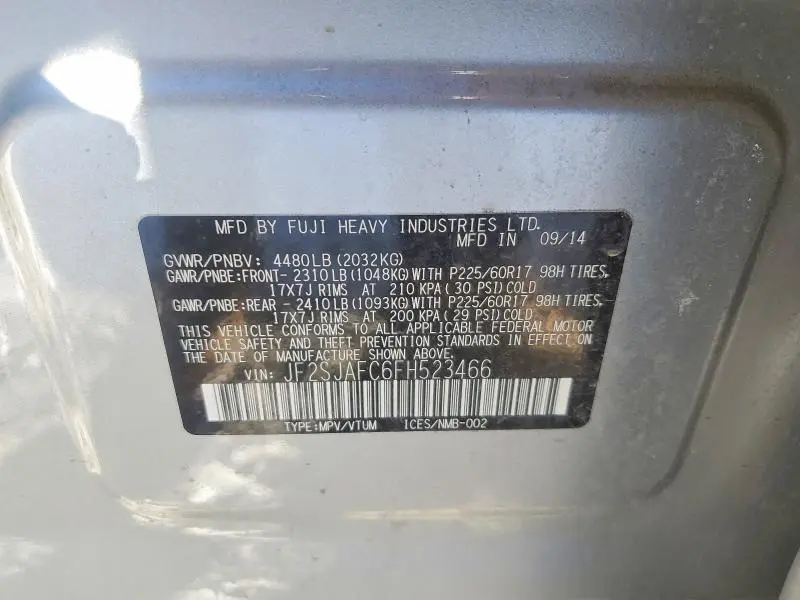 MFD BY FUJI HEAVY INDUSTRIES LTD.
MFD IN 09/14
GVWR/PNBV: 4480LB (2032KG)
GAWR/PNBE:FRONT- 2310LB (1048KG) WITH P225/60R17 98H TIRES,
17X7J RIMS AT 210 KPA (30 PSI) COLD
GAWR/PNBE:REAR - 2410LB (1093KG) WITH P225/60R17 98H TIRES,
17X7J RIMS AT 200 KPA (29 PSI) COLD
THIS VEHICLE CONFORMS TO ALL APPLICABLE FEDERAL MOTOR
VEHICLE SAFETY AND THEFT PREVENTION STANDARDS IN EFFECT ON
THE DATE OF MANUFACTURE SHOWN ABOVE.
VIN: JF2SJAFC6FH523466
TYPE:MPV/VTUM ICES/NMB-002